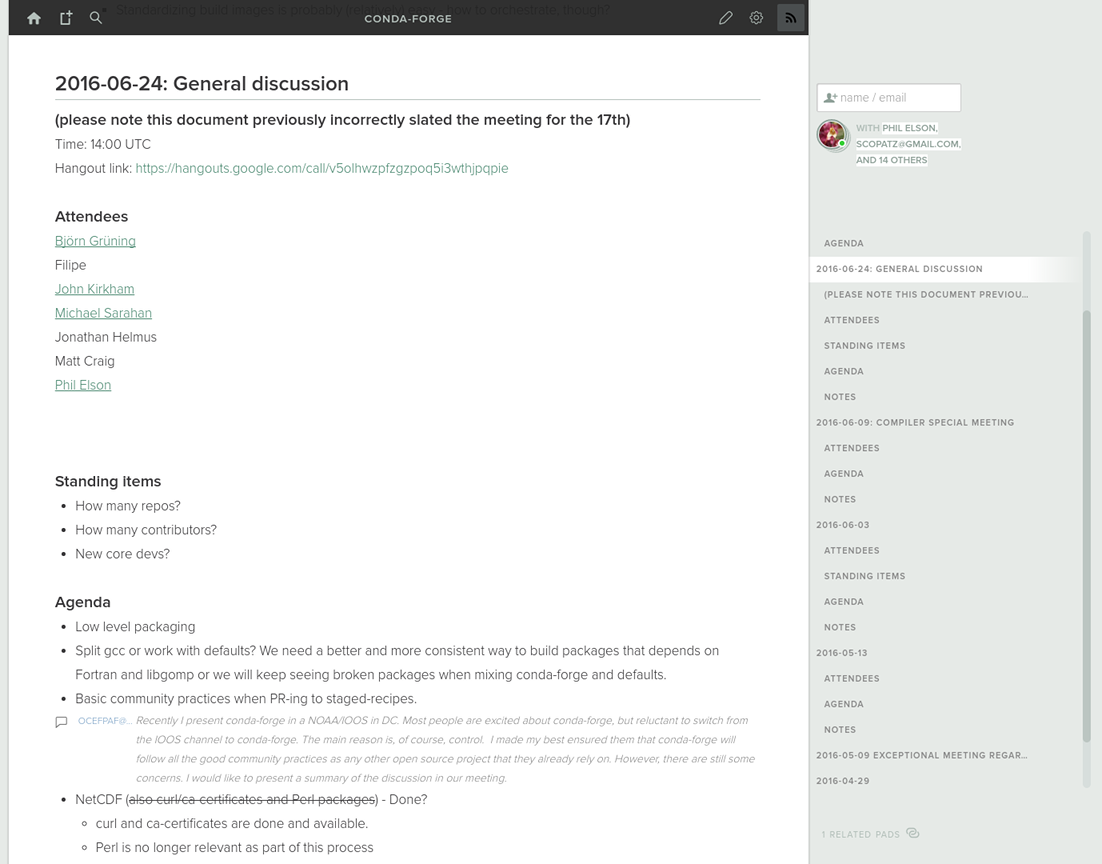 Standardizing build images is probably (relatively) easy - how to orchestrate, though?
CONDA-FORGE
2016-06-24: General discussion
(please note this document previously incorrectly slated the meeting for the 17th)
Time: 14:00 UTC
Hangout link: https://hangouts.google.com/call/v5olhwzpfzgzpoq5i3wthjpqpie
Attendees
Björn Grüning
Filipe
John Kirkham
Michael Sarahan
Jonathan Helmus
Matt Craig
Phil Elson
Standing items
• How many repos?
• How many contributors?
• New core devs?
Agenda
• Low level packaging
• Split gcc or work with defaults? We need a better and more consistent way to build packages that depends on
Fortran and libgomp or we will keep seeing broken packages when mixing conda-forge and defaults.
• Basic community practices when PR-ing to staged-recipes.
OCEFPAF@... Recently I present conda-forge in a NOAA/IOOS in DC. Most people are excited about conda-forge, but reluctant to switch from
the IOOS channel to conda-forge. The main reason is, of course, control. I made my best ensured them that conda-forge will
follow all the good community practices as any other open source project that they already rely on. However, there are still some
concerns. I would like to present a summary of the discussion in our meeting.
• NetCDF (also curl/ca-certificates and Perl packages) - Done?
◦ curl and ca-certificates are done and available.
◦ Perl is no longer relevant as part of this process
name / email
WITH PHIL ELSON,
SCOPATZ@GMAIL.COM,
AND 14 OTHERS
AGENDA
2016-06-24: GENERAL DISCUSSION
(PLEASE NOTE THIS DOCUMENT PREVIOU...
ATTENDEES
STANDING ITEMS
AGENDA
NOTES
2016-06-09: COMPILER SPECIAL MEETING
ATTENDEES
AGENDA
NOTES
2016-06-03
ATTENDEES
STANDING ITEMS
AGENDA
NOTES
2016-05-13
ATTENDEES
AGENDA
NOTES
2016-05-09 EXCEPTIONAL MEETING REGAR...
2016-04-29
1 RELATED PADS